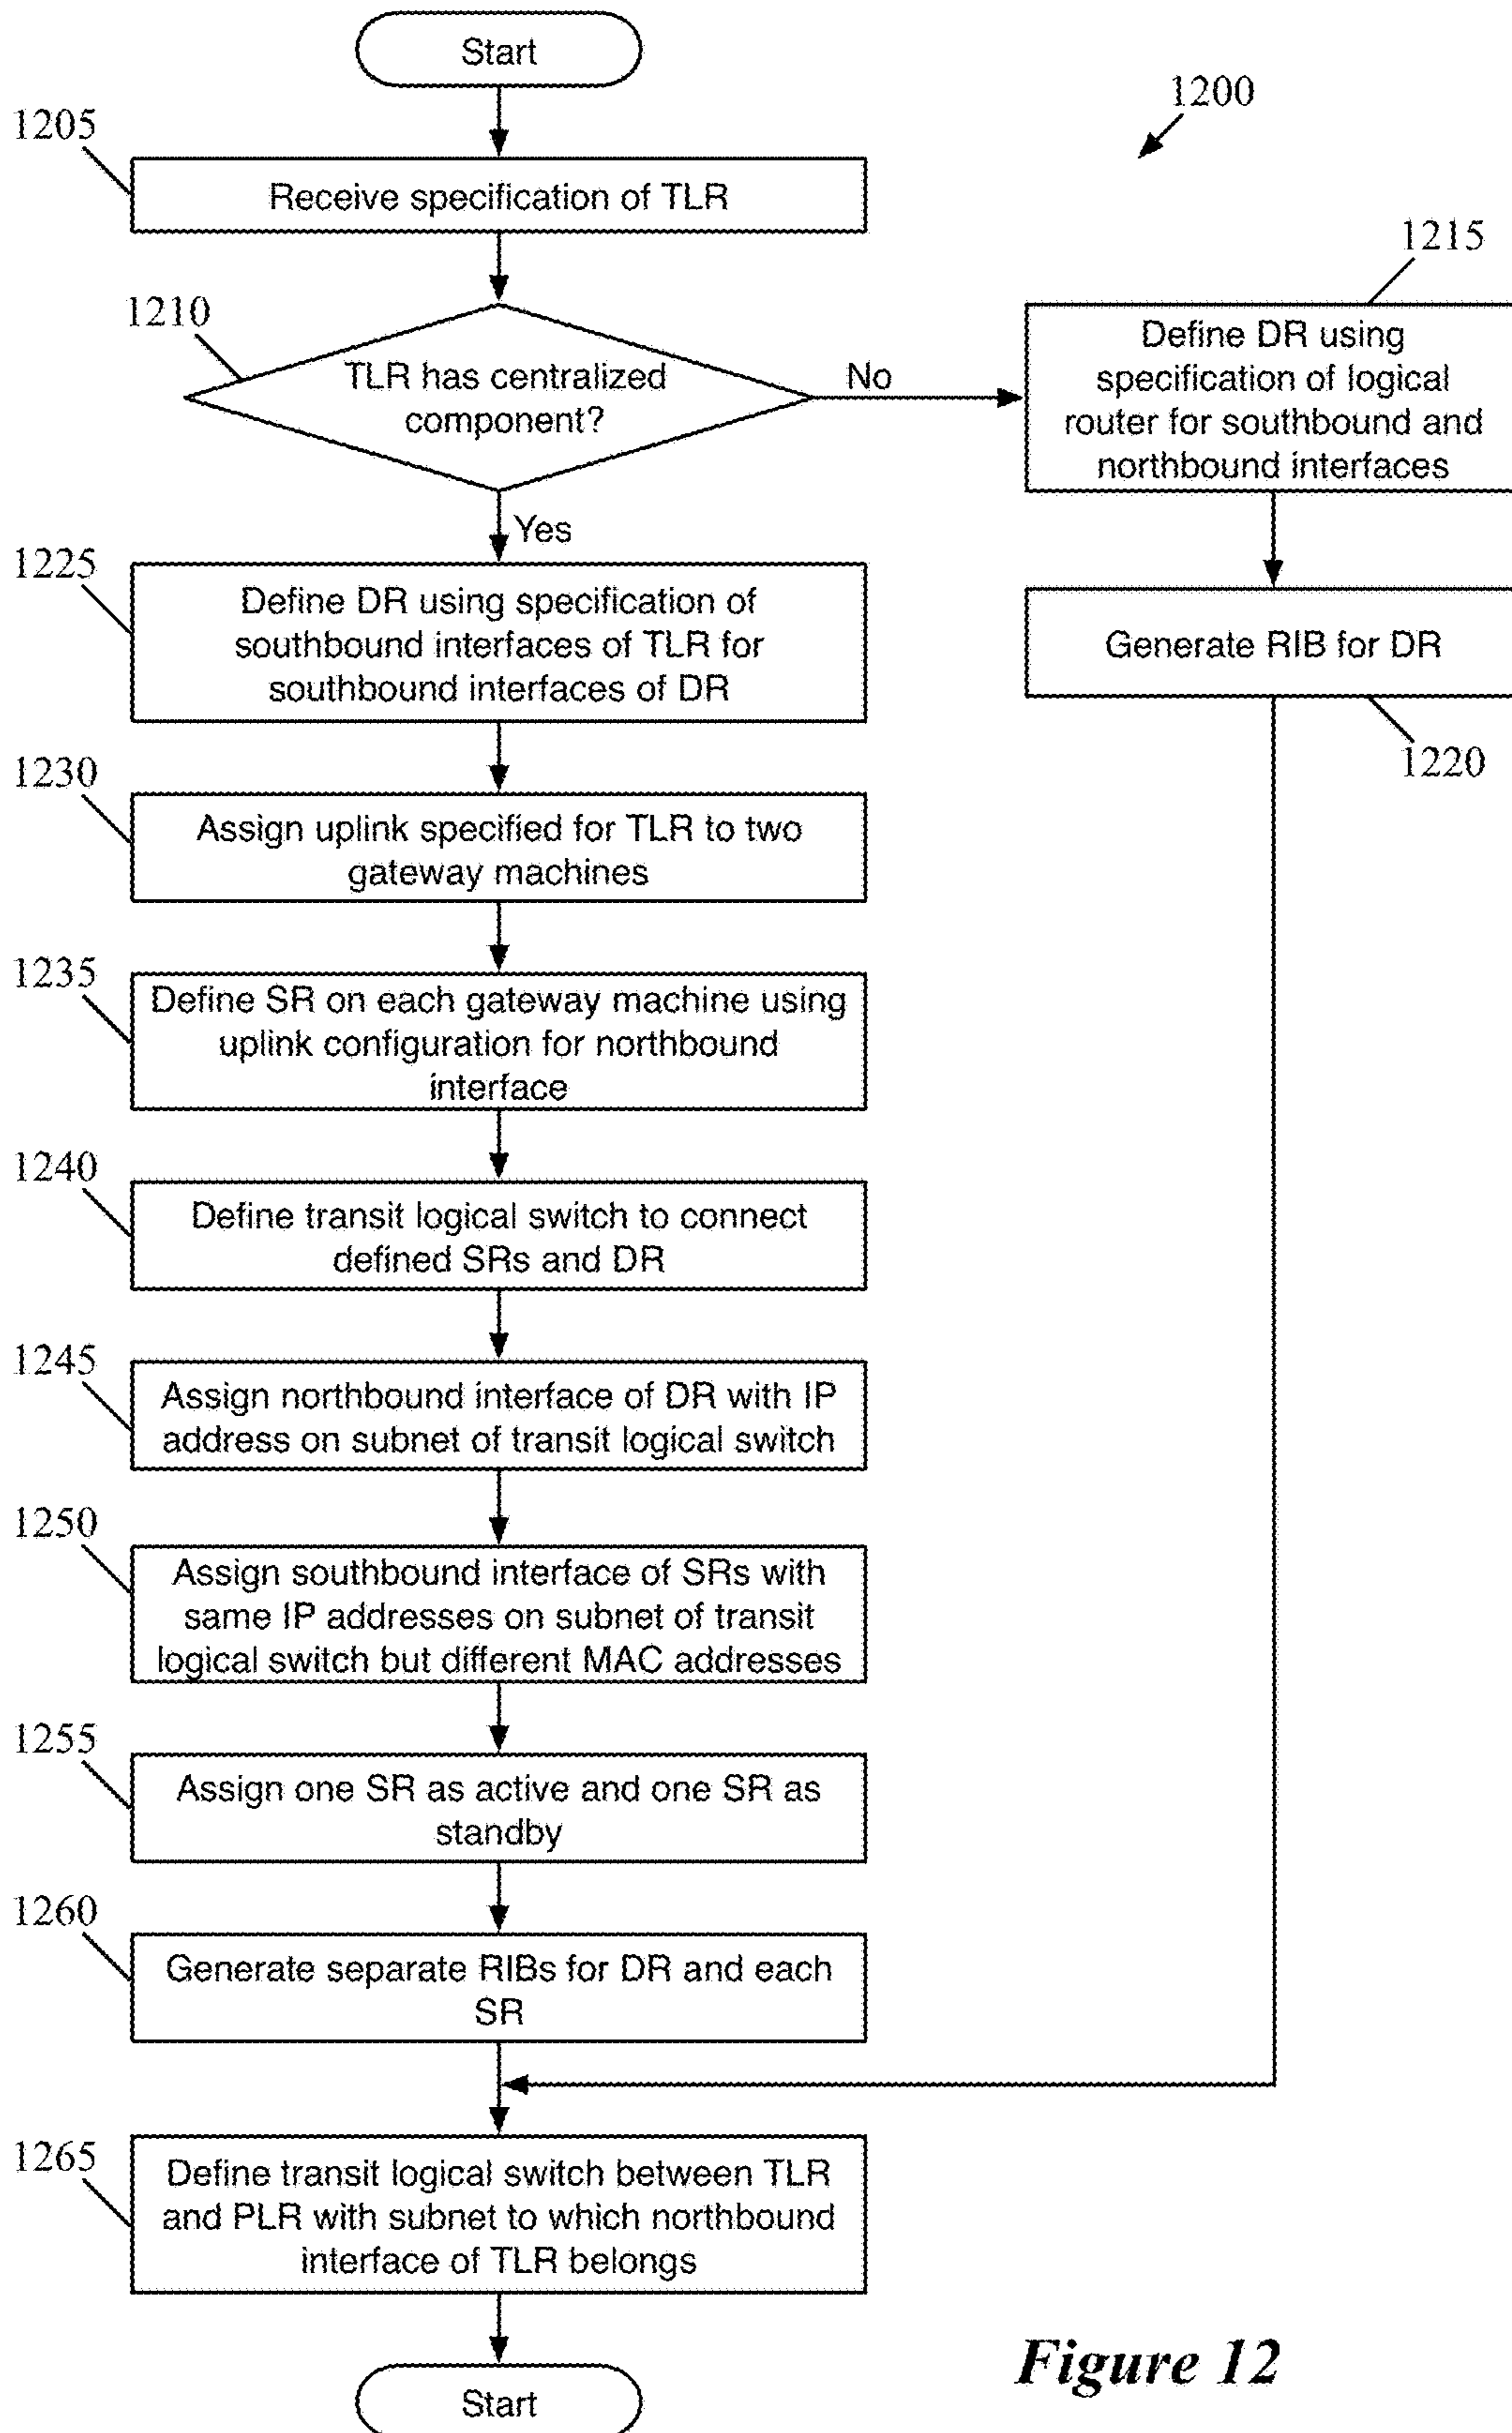 Start
1200
1205
Receive specification of TLR
1215
1210
TLR has centralized
component?
No
Define DR using
specification of logical
router for southbound and
northbound interfaces
Yes
1225
Define DR using specification of
southbound interfaces of TLR for
southbound interfaces of DR
Generate RIB for DR
1220
1230
Assign uplink specified for TLR to two
gateway machines
1235
Define SR on each gateway machine using
uplink configuration for northbound
interface
1240
Define transit logical switch to connect
defined SRs and DR
1245
Assign northbound interface of DR with IP
address on subnet of transit logical switch
1250
Assign southbound interface of SRs with
same IP addresses on subnet of transit
logical switch but different MAC addresses
1255
Assign one SR as active and one SR as
standby
1260
Generate separate RIBs for DR and each
SR
1265
Define transit logical switch between TLR
and PLR with subnet to which northbound
interface of TLR belongs
Start
Figure 12